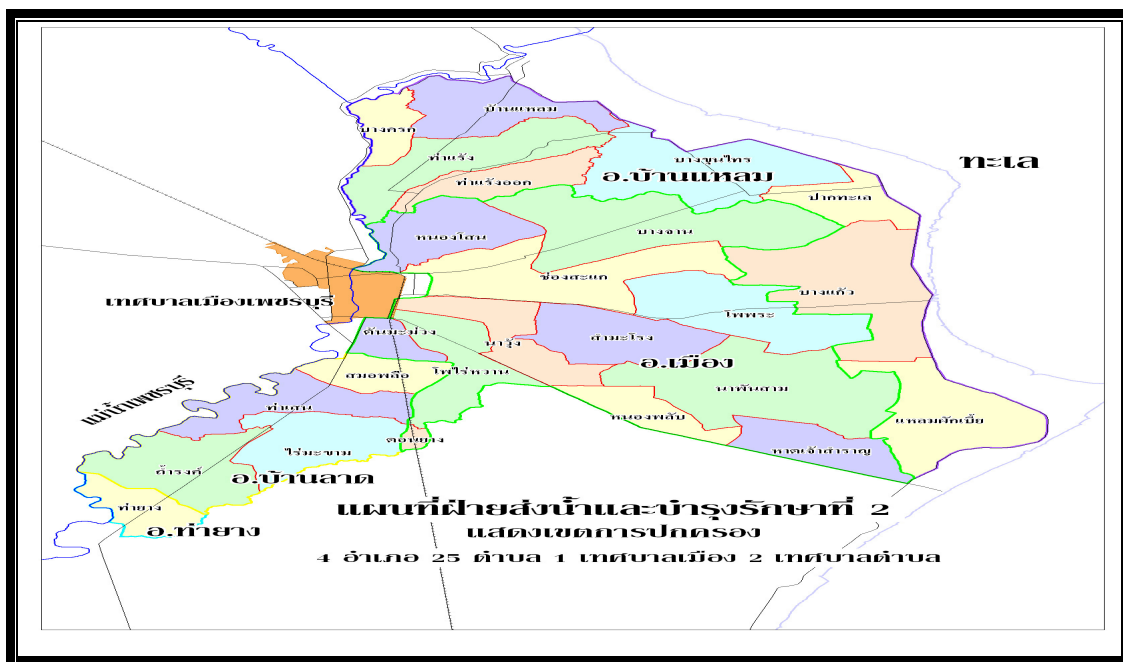 บ้านแหลม
บางครก
ท่าแร้ง
บางขุนไทร
ทะเล
ท่าแร้งออก
อ.บ้านแหลม
ปากทะเล
หนองโสน
บางจาน
ช่องสะแก
บางแก้ว
เทศบาลเมืองเพชรบุรี
โพพระ
ต้นมะม่วง
นาวุ้ง
สำมะโรง
อ.เมือง
สมอพลือ
โพไร่หวาน
นาพันสาม
แม่น้ำเพชรบุรี
ท่าเสน
หนองพลับ
แหลมผักเบี้ย
ดอนยาง
ไร่มะขาม
หาดเจ้าสำราญ
ถ้ำรงค์
อ.บ้านลาด
ท่ายาง
อ.ท่ายาง
แผนที่ฝ่ายส่งน้ำและบำรุงรักษาที่ 2
แสดงเขตการปกครอง
4 อำเภอ 25 ตำบล 1 เทศบาลเมือง 2 เทศบาลตำบล